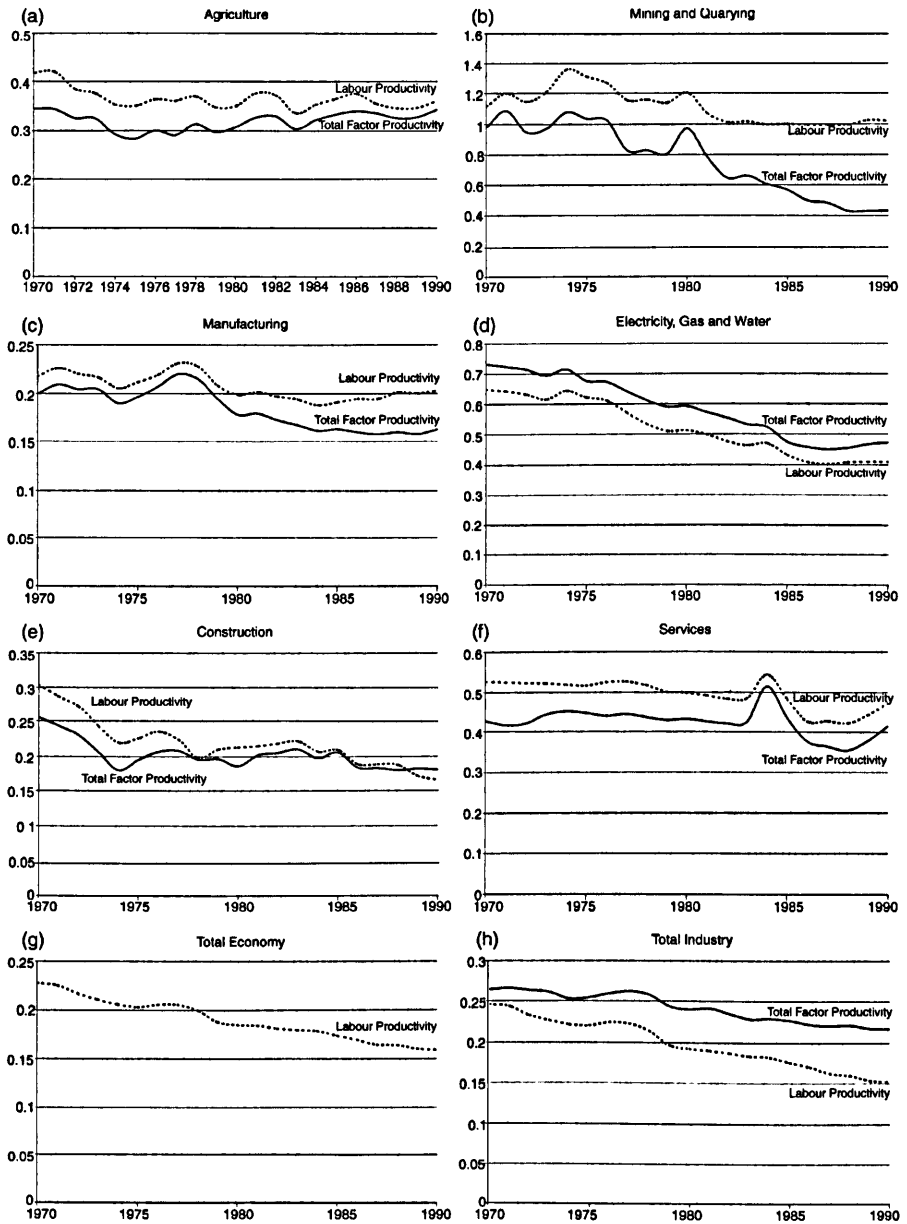 (a) Agriculture
0.5
0.4
0.3
0.2
0.1
0
Labour Productivity
Total Factor Productivity
1970 1972 1974 1976 1978 1980 1982 1984 1986 1988 1990
(b) Mining and Quarying
1.6
1.4
1.2
1
0.8
0.6
0.4
0.2
0
Labour Productivity
Total Factor Productivity
1970 1975 1980 1985 1990
(c) Manufacturing
0.25
0.2
0.15
0.1
0.05
0
Labour Productivity
Total Factor Productivity
1970 1975 1980 1985 1990
(d) Electricity, Gas and Water
0.8
0.7
0.6
0.5
0.4
0.3
0.2
0.1
0
Total Factor Productivity
Labour Productivity
1970 1975 1980 1985 1990
(e) Construction
0.35
0.3
0.25
0.2
0.15
0.1
0.05
0
Labour Productivity
Total Factor Productivity
1970 1975 1980 1985 1990
(f) Services
0.6
0.5
0.4
0.3
0.2
0.1
0
Labour Productivity
Total Factor Productivity
1970 1975 1980 1985 1990
(g) Total Economy
0.25
0.2
0.15
0.1
0.05
0
Labour Productivity
1970 1975 1980 1985 1990
(h) Total Industry
0.3
0.25
0.2
0.15
0.1
0.05
0
Total Factor Productivity
Labour Productivity
1970 1975 1980 1985 1990